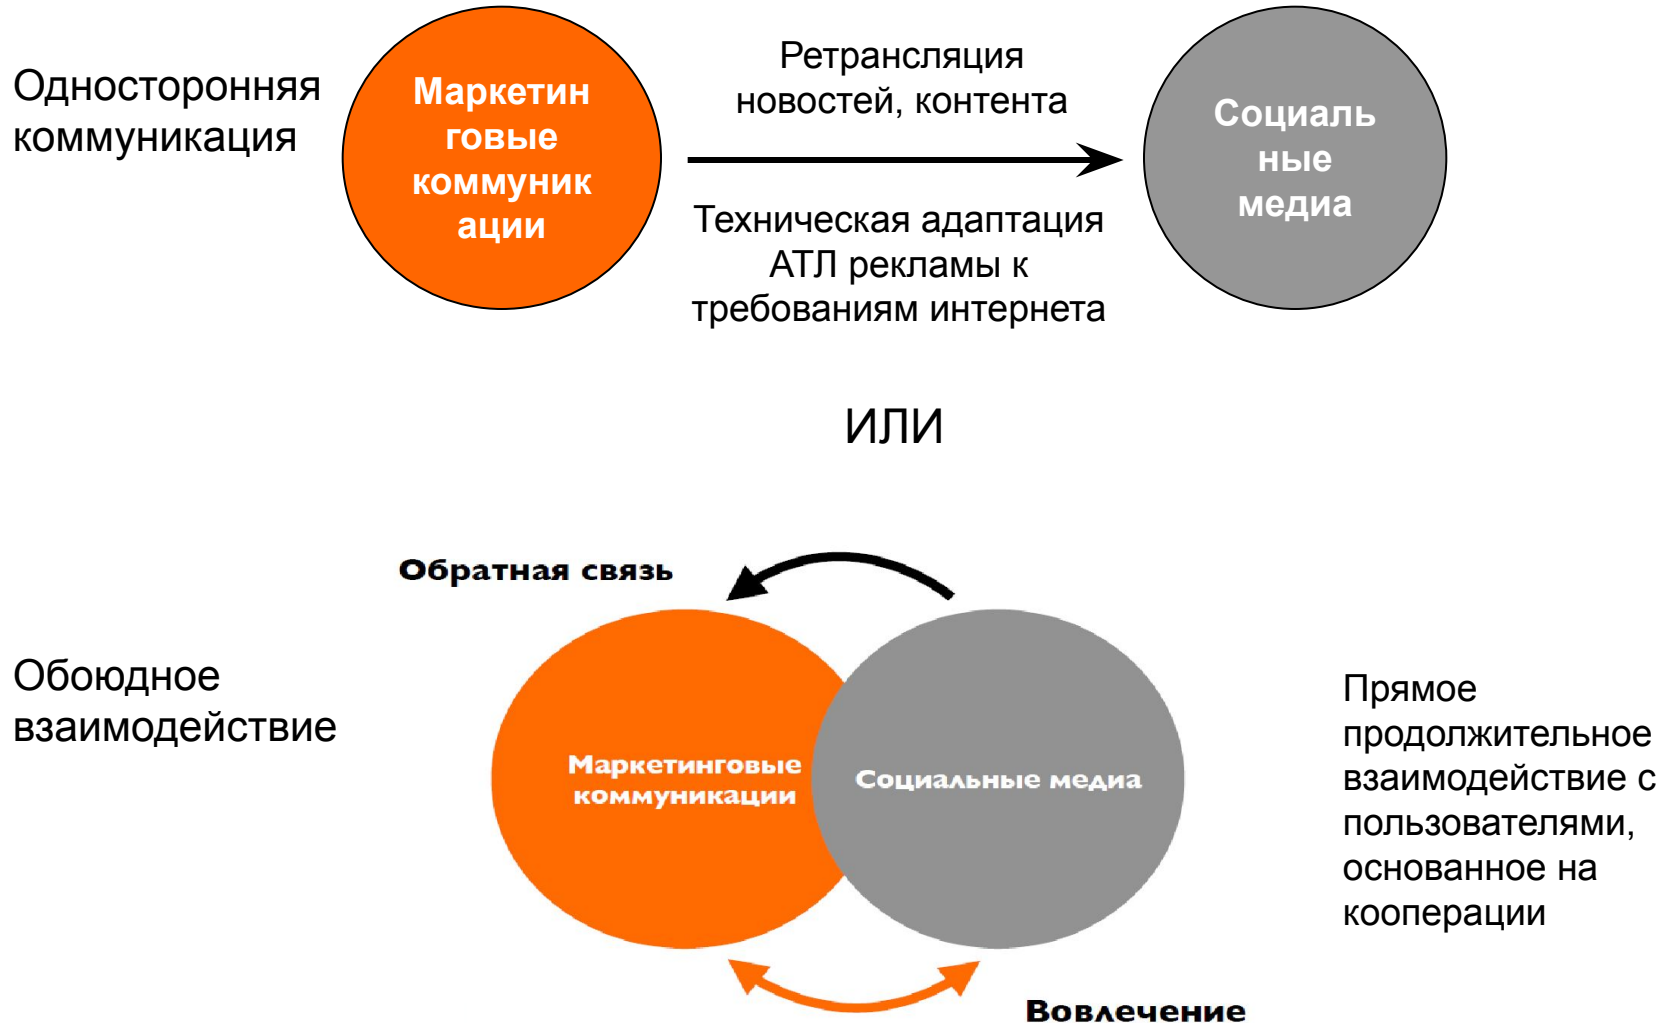 Односторонняя
коммуникация
Маркетин
говые
коммуник
ации
Ретрансляция
новостей, контента
Техническая адаптация
АТЛ рекламы к
требованиям интернета
Социаль
ные
медиа
ИЛИ
Обратная связь
Обоюдное
взаимодействие
Маркетинговые
коммуникации
Социальные медиа
Прямое
продолжительное
взаимодействие с
пользователями,
основанное на
кооперации
Вовлечение